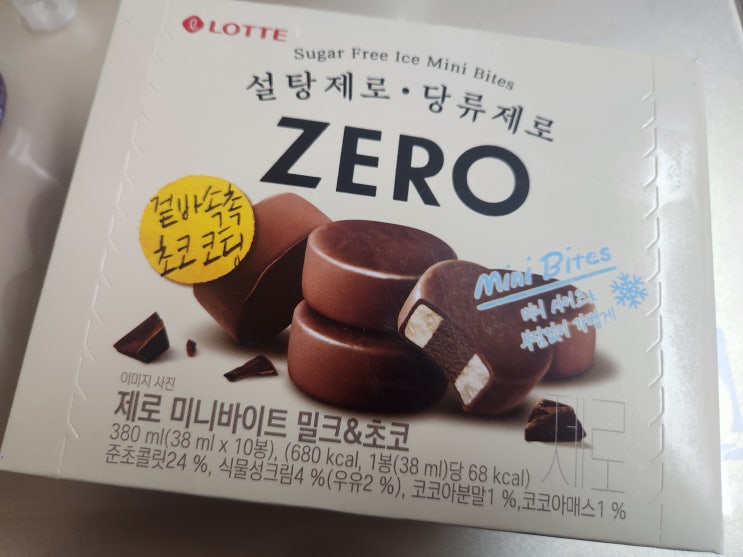 LOTTE
Sugar Free Ice Mini Bites
설탕제로·당류제로
ZERO
겉바속촉
초코코팅
Mini Bites
미니 사이즈로
부담없이 가볍게
이미지 사진
제로 미니바이트 밀크&초코
380 ml(38 ml x 10봉), (680 kcal, 1봉(38 ml)당 68 kcal)
준초콜릿24 %, 식물성크림4 %(우유2 %), 코코아분말1 %,코코아매스1 %
제로